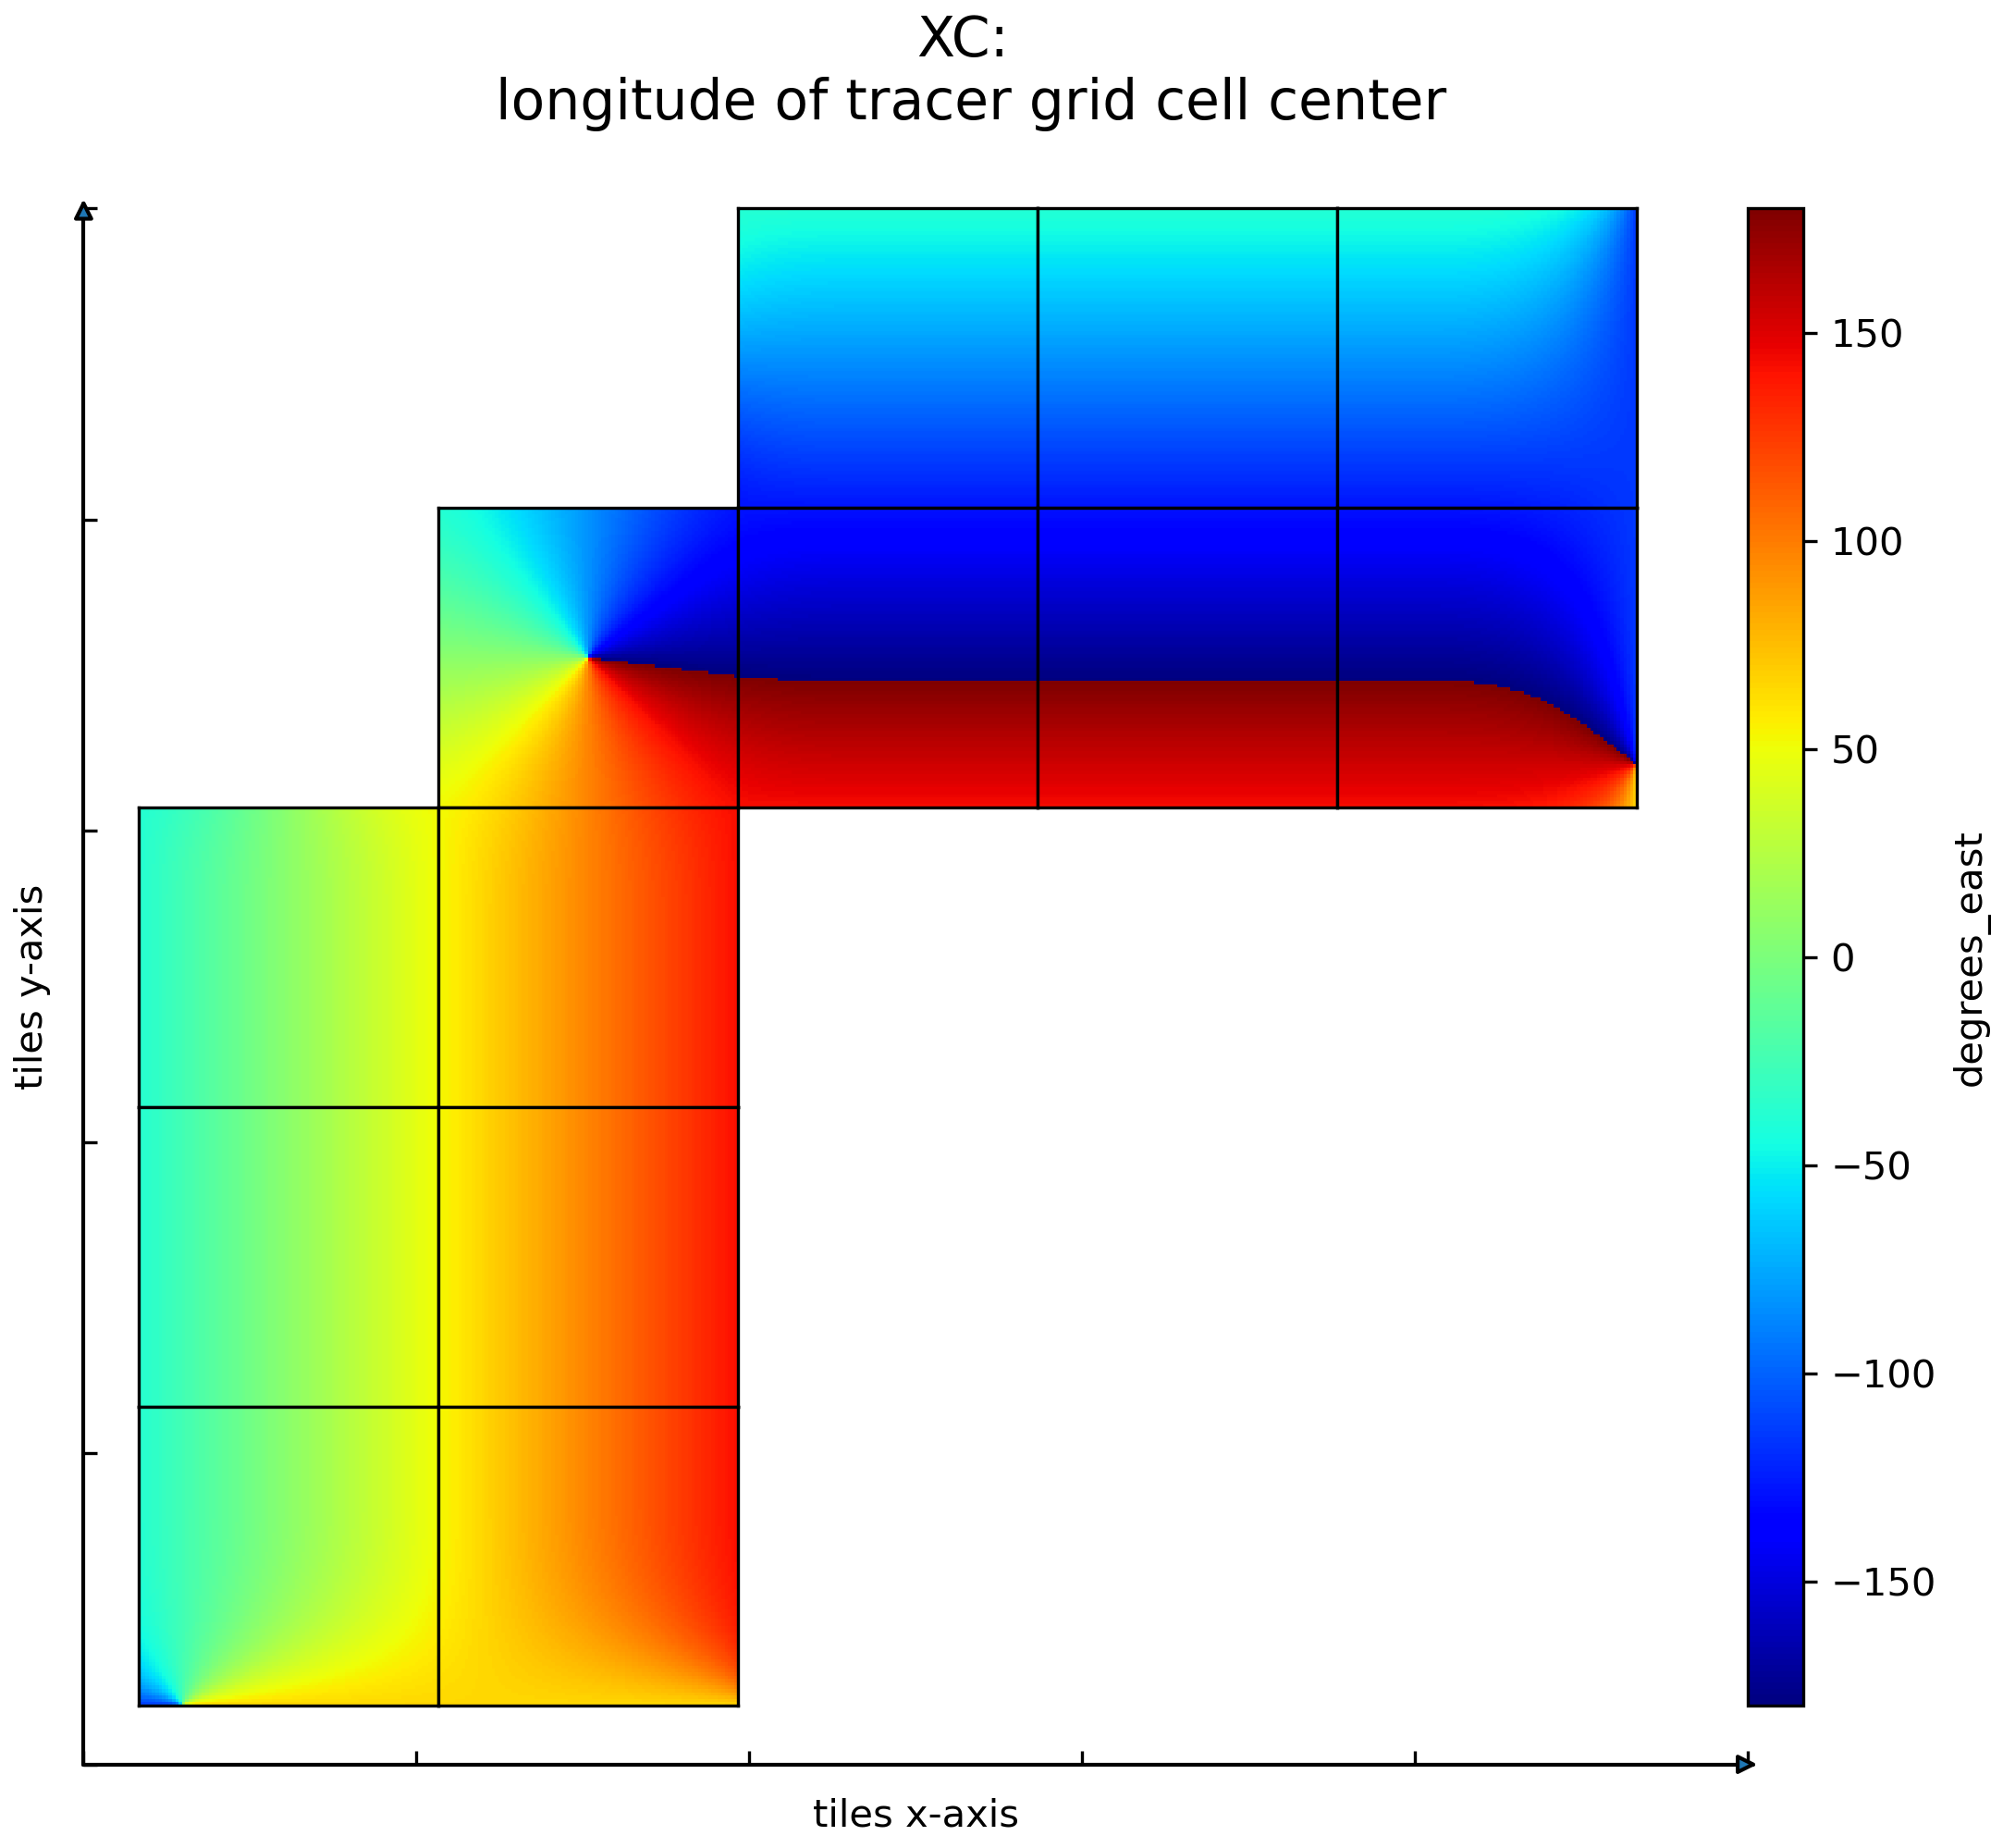 XC:
longitude of tracer grid cell center
tiles y-axis
tiles x-axis
150
100
50
0
−50
−100
−150
degrees_east